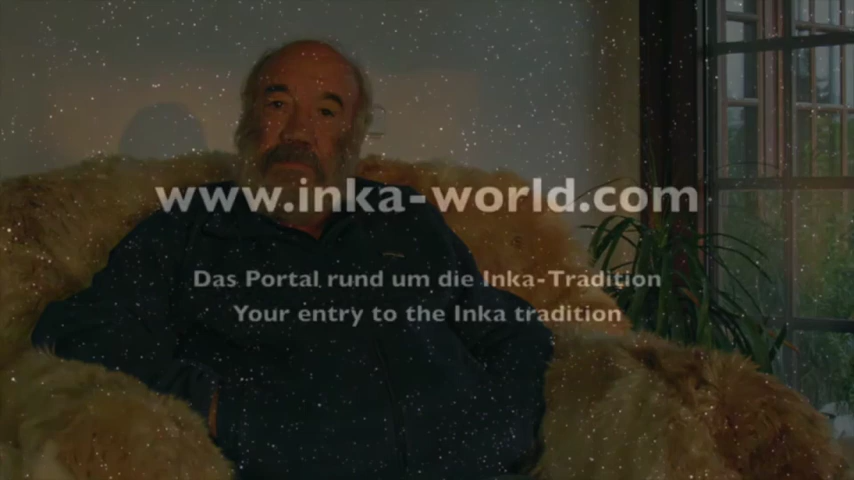 www.inka-world.com
Das Portal rund um die Inka-Tradition
Your entry to the Inka tradition